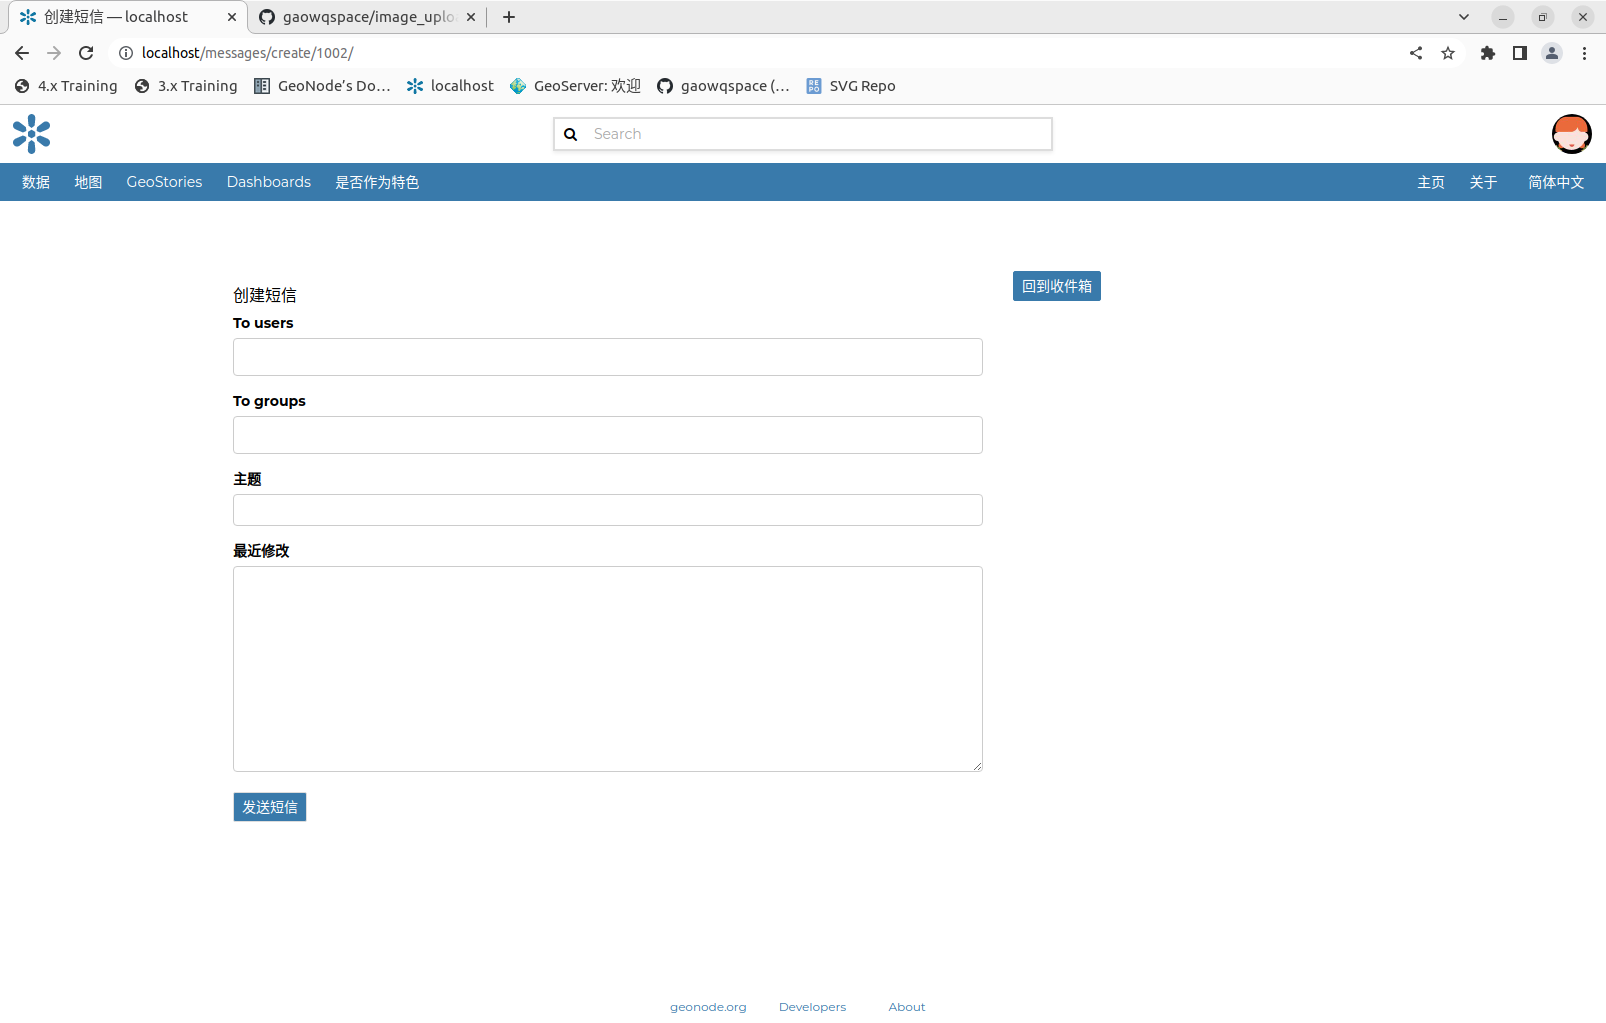 创建短信 — localhost
gaowqspace/image_uplo
localhost/messages/create/1002/
4.x Training
3.x Training
GeoNode’s Do...
localhost
GeoServer: 欢迎
gaowqspace (...
SVG Repo
Search
数据
地图
GeoStories
Dashboards
是否作为特色
主页
关于
简体中文
回到收件箱
创建短信
To users
To groups
主题
最近修改
发送短信
geonode.org
Developers
About